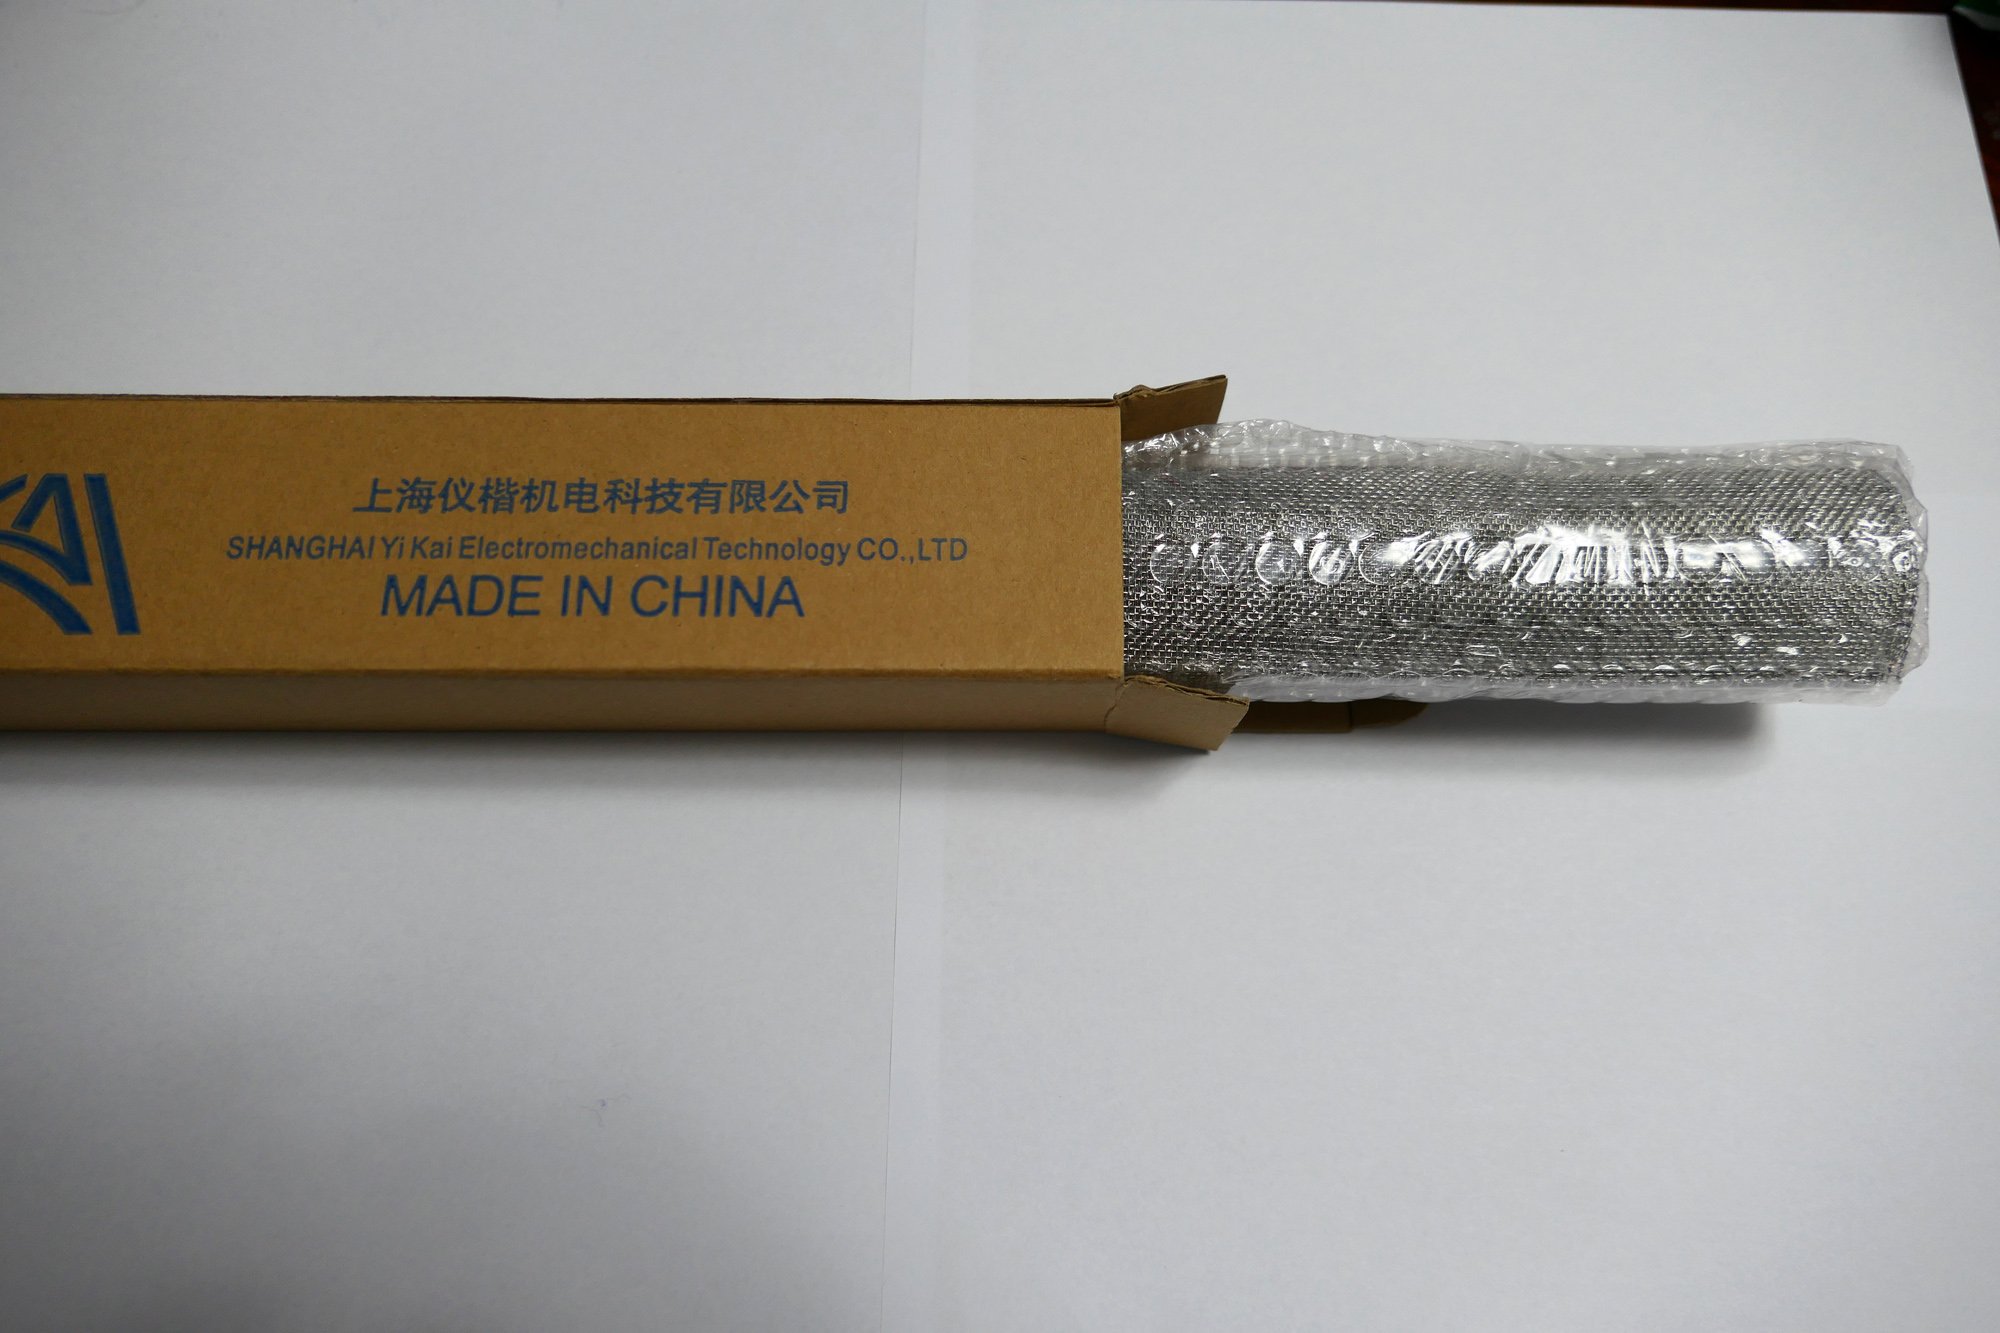 上海仪楷机电科技有限公司
SHANGHAI Yi Kai Electromechanical Technology CO.,LTD
MADE IN CHINA